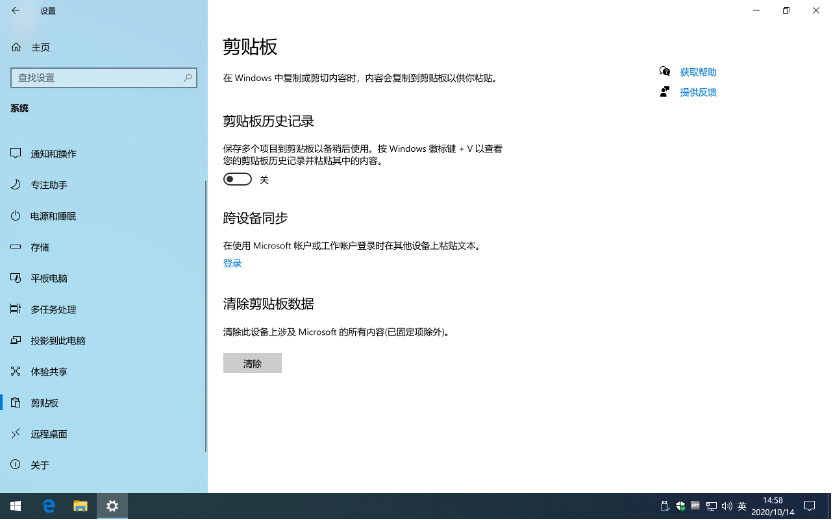 设置
主页
查找设置
系统
通知和操作
专注助手
电源和睡眠
存储
平板电脑
多任务处理
投影到此电脑
体验共享
剪贴板
远程桌面
关于
剪贴板
在 Windows 中复制或剪切内容时，内容会复制到剪贴板以供你粘贴。
剪贴板历史记录
保存多个项目到剪贴板以备稍后使用。按 Windows 徽标键 + V 以查看
您的剪贴板历史记录并粘贴其中的内容。
关
跨设备同步
在使用 Microsoft 帐户或工作帐户登录时在其他设备上粘贴文本。
登录
清除剪贴板数据
清除此设备上涉及 Microsoft 的所有内容(已固定项除外)。
清除
获取帮助
提供反馈
英
14:58
2020/10/14